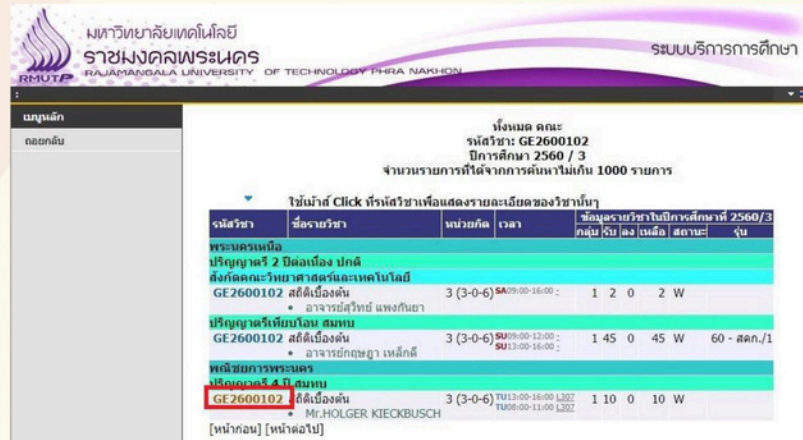 มหาวิทยาลัยเทคโนโลยี
ราชมงคลพระนคร
RAJAMANGALA UNIVERSITY OF TECHNOLOGY PHRA NAKHON
RMUTP
ระบบบริการการศึกษา
:
เมนูหลัก
ถอยกลับ
ทั้งหมด คณะ
รหัสวิชา: GE2600102
ปีการศึกษา 2560 / 3
จำนวนรายการที่ได้จากการค้นหาไม่เกิน 1000 รายการ
ใช้เม้าส์ Click ที่รหัสวิชาเพื่อแสดงรายละเอียดของวิชานั้นๆ
รหัสวิชา ชื่อรายวิชา หน่วยกิต เวลา ข้อมูลรายวิชาในปีการศึกษาที่ 2560/3
กลุ่ม รับ ลง เหลือ สถานะ รุ่น
พระนครเหนือ
ปริญญาตรี 2 ปีต่อเนื่อง ปกติ
สังกัดคณะวิทยาศาสตร์และเทคโนโลยี
GE2600102 สถิติเบื้องต้น 3 (3-0-6) SA09:00-16:00 : 1 2 0 2 W
• อาจารย์สุวิทย์ แพงกันยา
ปริญญาตรีเทียบโอน สมทบ
GE2600102 สถิติเบื้องต้น 3 (3-0-6) SU09:00-12:00 : 1 45 0 45 W 60 - สคก./1
SU13:00-16:00 :
• อาจารย์กฤษฎา เหล็กดี
พณิชยการพระนคร
ปริญญาตรี 4 ปี สมทบ
GE2600102 สถิติเบื้องต้น 3 (3-0-6) TU13:00-16:00 L307 1 10 0 10 W
TU08:00-11:00 L307
• Mr.HOLGER KIECKBUSCH
[หน้าก่อน] [หน้าต่อไป]